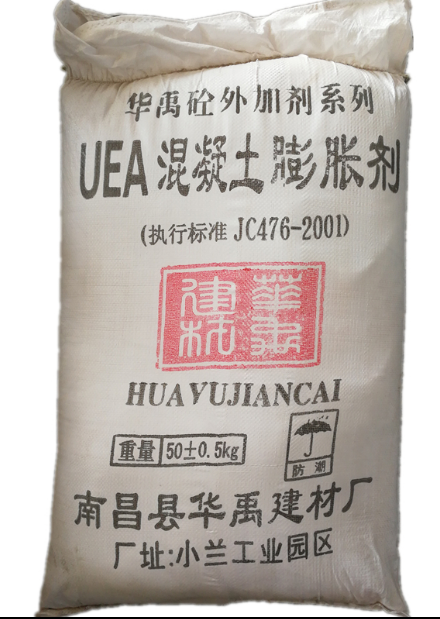 华禹砼外加剂系列
UEA混凝土膨胀剂
(执行标准 JC476-2001)
华禹
建材
HUAYUJIANCAI
重量 50±0.5kg
防潮
南昌县华禹建材厂
厂址:小兰工业园区